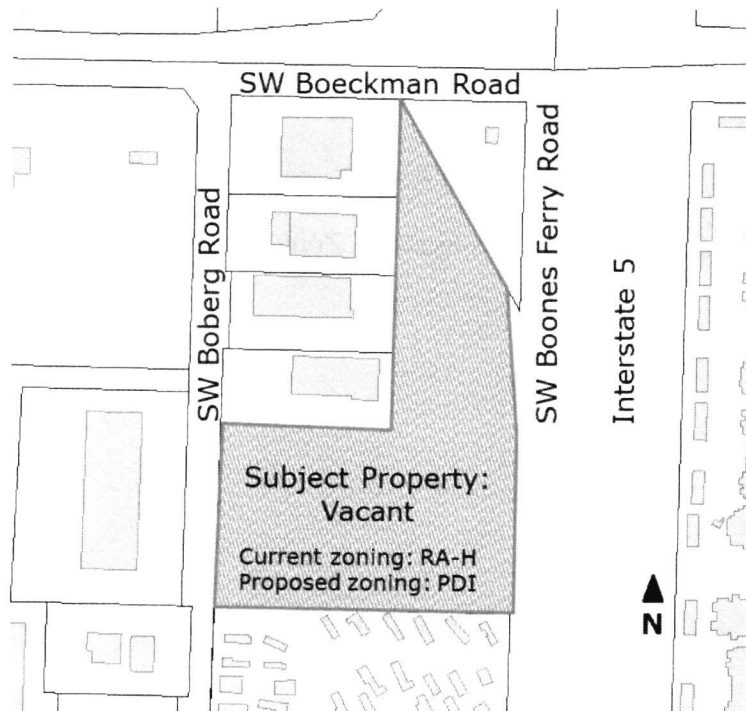 SW Boeckman Road
SW Boberg Road
SW Boones Ferry Road
Interstate 5
Subject Property:
Vacant
Current zoning: RA-H
Proposed zoning: PDI
N